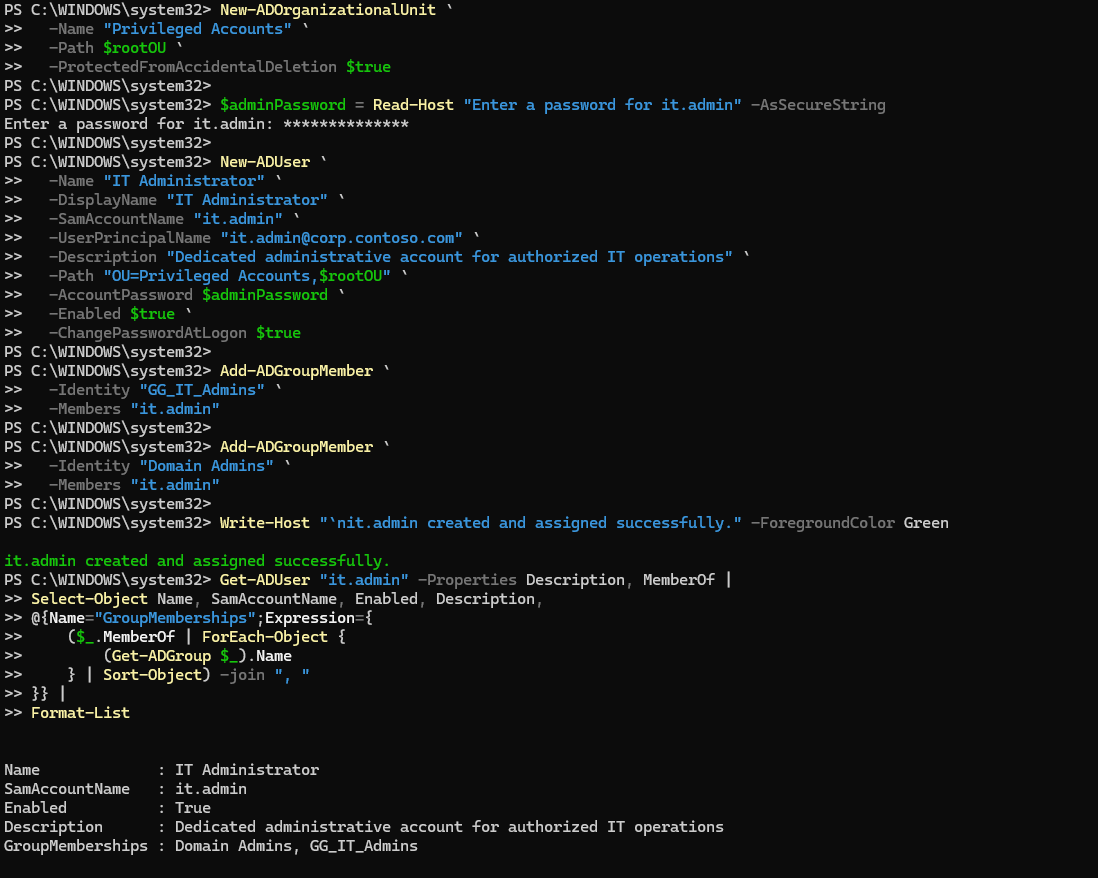 PS C:\WINDOWS\system32> New-ADOrganizationalUnit `
>>   -Name "Privileged Accounts" `
>>   -Path $rootOU `
>>   -ProtectedFromAccidentalDeletion $true
PS C:\WINDOWS\system32>
PS C:\WINDOWS\system32> $adminPassword = Read-Host "Enter a password for it.admin" -AsSecureString
Enter a password for it.admin: **************
PS C:\WINDOWS\system32>
PS C:\WINDOWS\system32> New-ADUser `
>>   -Name "IT Administrator" `
>>   -DisplayName "IT Administrator" `
>>   -SamAccountName "it.admin" `
>>   -UserPrincipalName "it.admin@corp.contoso.com" `
>>   -Description "Dedicated administrative account for authorized IT operations" `
>>   -Path "OU=Privileged Accounts,$rootOU" `
>>   -AccountPassword $adminPassword `
>>   -Enabled $true `
>>   -ChangePasswordAtLogon $true
PS C:\WINDOWS\system32>
PS C:\WINDOWS\system32> Add-ADGroupMember `
>>   -Identity "GG_IT_Admins" `
>>   -Members "it.admin"
PS C:\WINDOWS\system32>
PS C:\WINDOWS\system32> Add-ADGroupMember `
>>   -Identity "Domain Admins" `
>>   -Members "it.admin"
PS C:\WINDOWS\system32>
PS C:\WINDOWS\system32> Write-Host "`nit.admin created and assigned successfully." -ForegroundColor Green

it.admin created and assigned successfully.
PS C:\WINDOWS\system32> Get-ADUser "it.admin" -Properties Description, MemberOf |
>> Select-Object Name, SamAccountName, Enabled, Description,
>> @{Name="GroupMemberships";Expression={
>>     ($_.MemberOf | ForEach-Object {
>>         (Get-ADGroup $_).Name
>>     } | Sort-Object) -join ", "
>> }} |
>> Format-List

Name             : IT Administrator
SamAccountName   : it.admin
Enabled          : True
Description      : Dedicated administrative account for authorized IT operations
GroupMemberships : Domain Admins, GG_IT_Admins